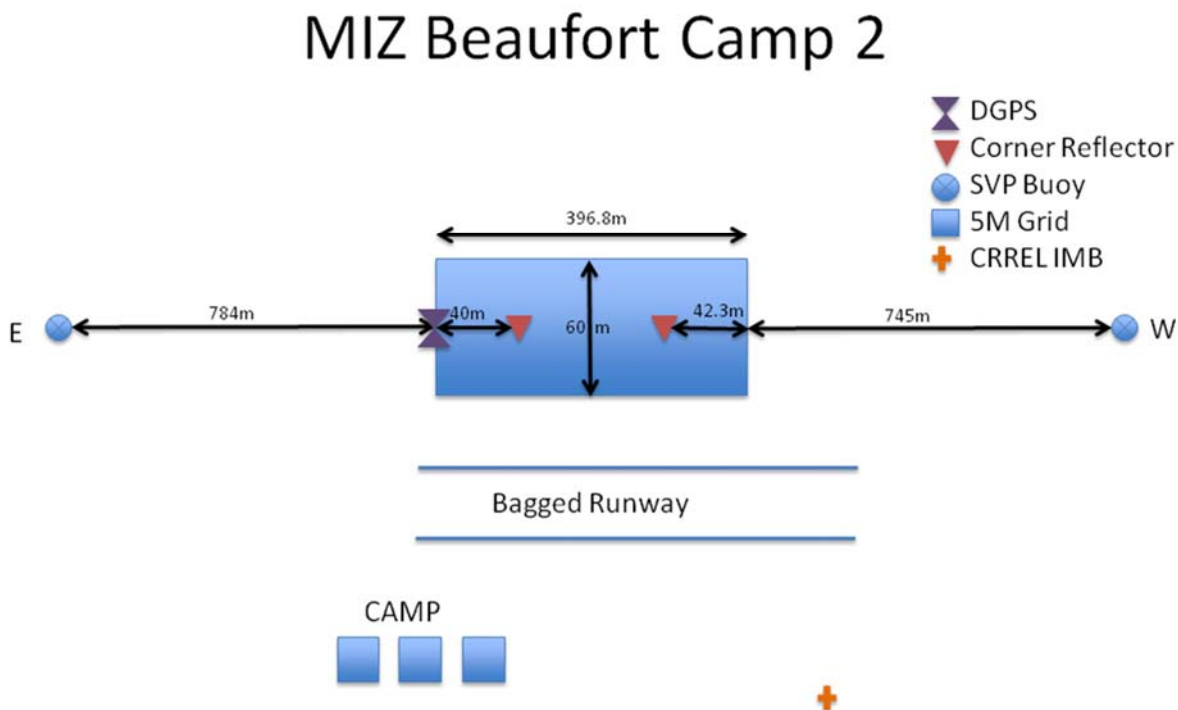 MIZ Beaufort Camp 2
DGPS
Corner Reflector
SVP Buoy
5M Grid
CRREL IMB
396.8m
784m
40m
60 m
42.3m
745m
E
W
Bagged Runway
CAMP